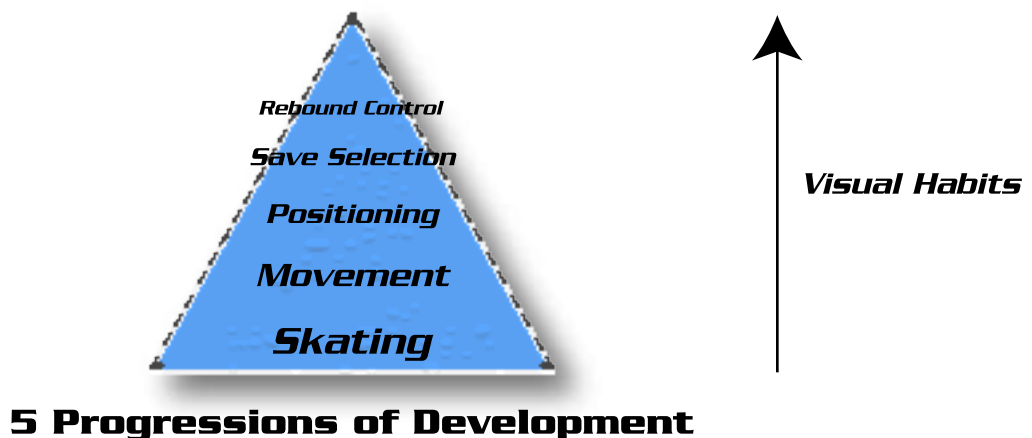 Rebound Control
Save Selection
Positioning
Movement
Skating
Visual Habits
5 Progressions of Development